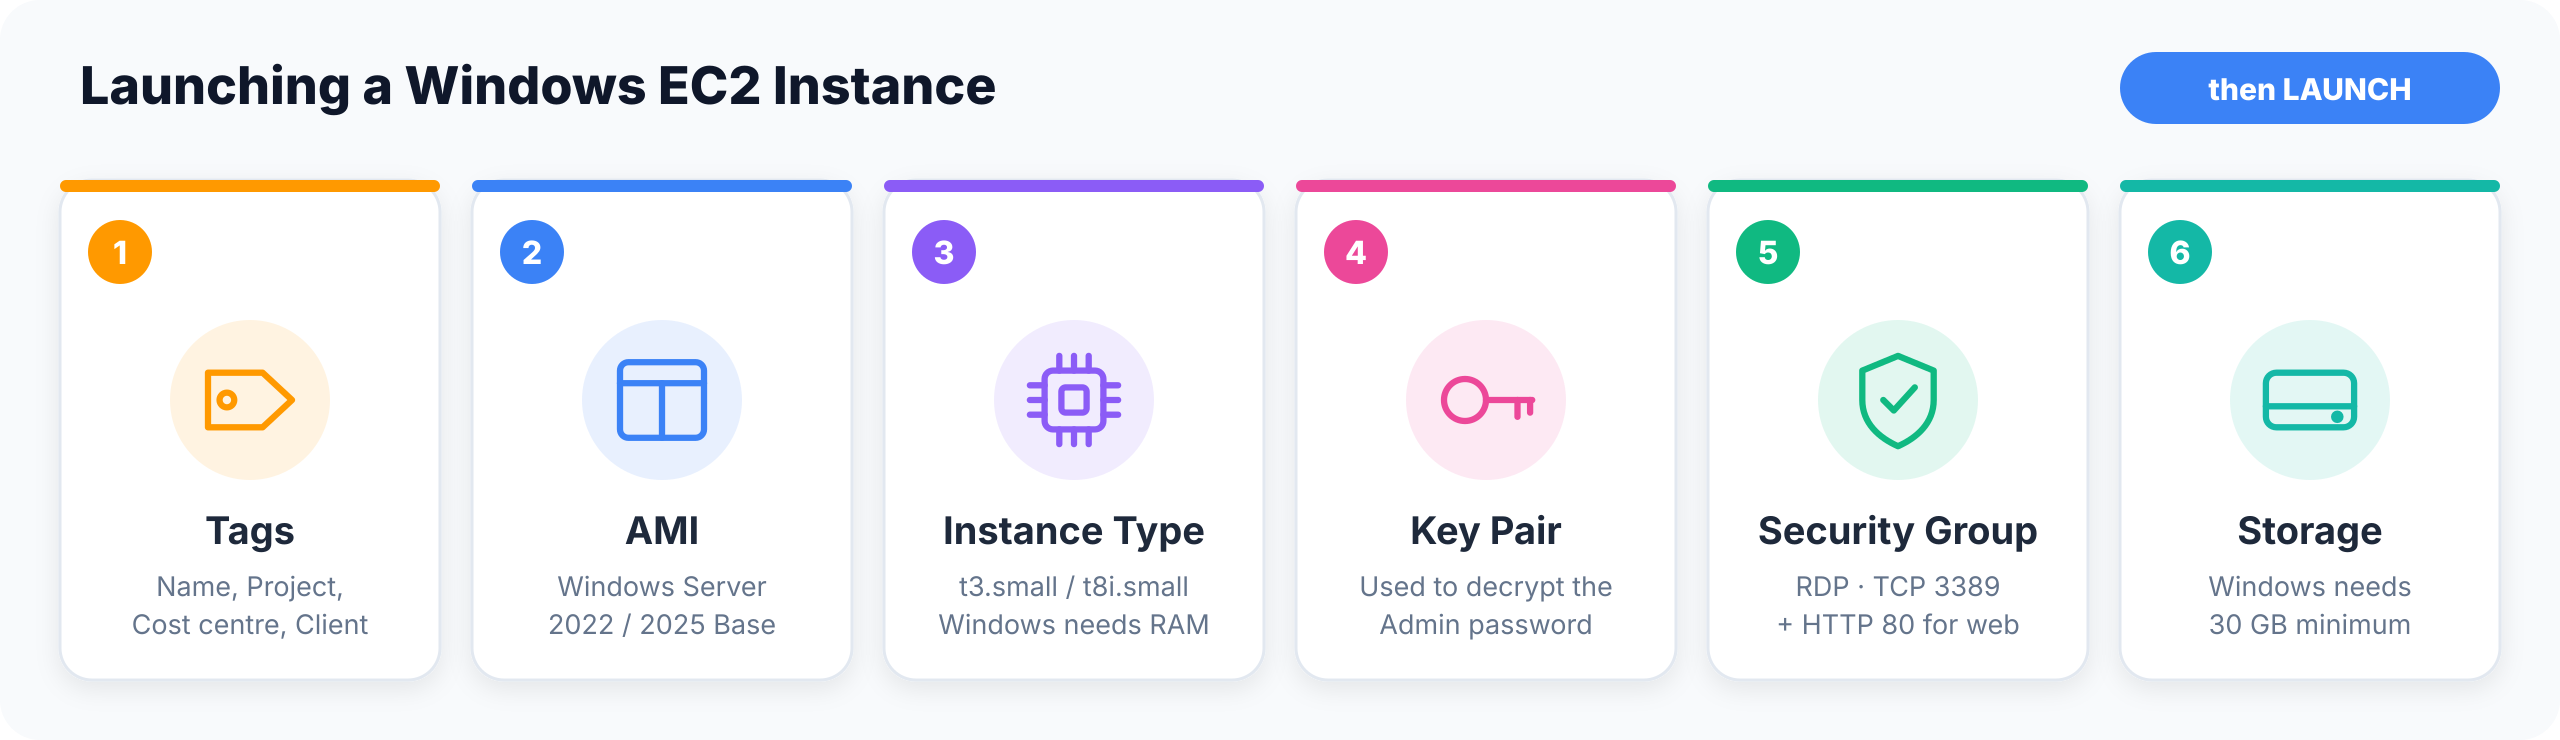 Launching a Windows EC2 Instance
then LAUNCH
1
Tags
Name, Project,
Cost centre, Client
2
AMI
Windows Server
2022 / 2025 Base
3
Instance Type
t3.small / t8i.small
Windows needs RAM
4
Key Pair
Used to decrypt the
Admin password
5
Security Group
RDP · TCP 3389
+ HTTP 80 for web
6
Storage
Windows needs
30 GB minimum